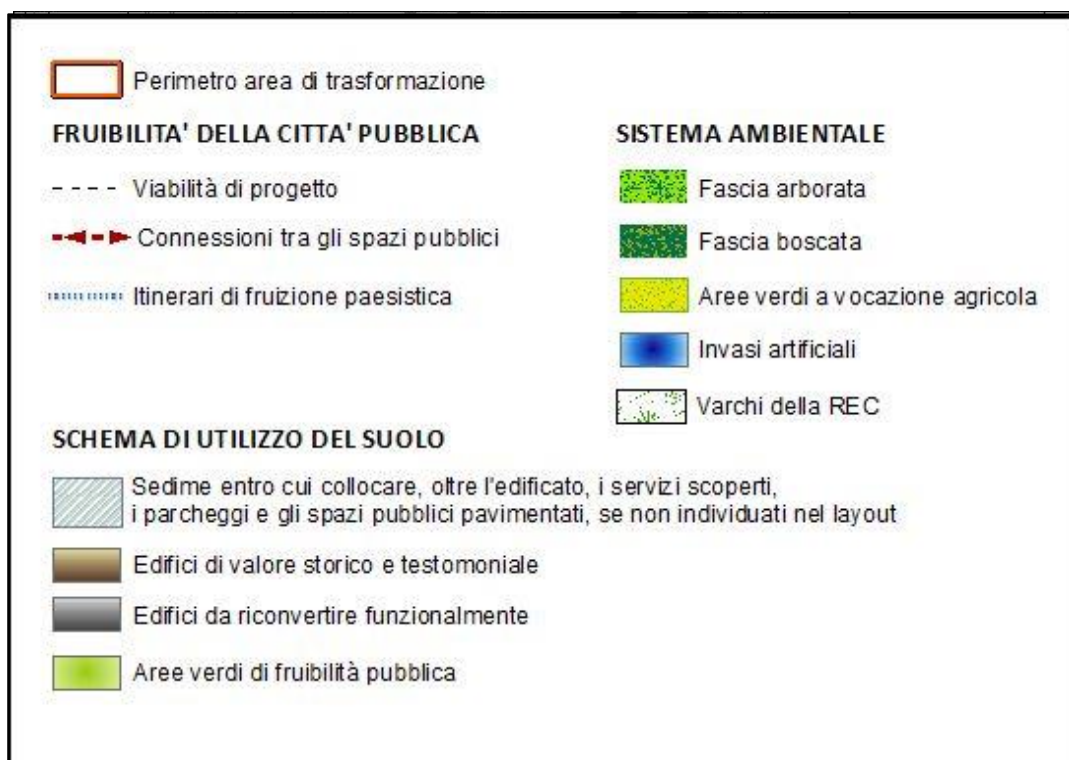 Perimetro area di trasformazione
FRUIBILITA' DELLA CITTA' PUBBLICA
Viabilità di progetto
Connessioni tra gli spazi pubblici
Itinerari di fruizione paesistica
SISTEMA AMBIENTALE
Fascia arborata
Fascia boscata
Aree verdi a vocazione agricola
Invasi artificiali
Varchi della REC
SCHEMA DI UTILIZZO DEL SUOLO
Sedime entro cui collocare, oltre l'edificato, i servizi scoperti,
i parcheggi e gli spazi pubblici pavimentati, se non individuati nel layout
Edifici di valore storico e testomoniale
Edifici da riconvertire funzionalmente
Aree verdi di fruibilità pubblica